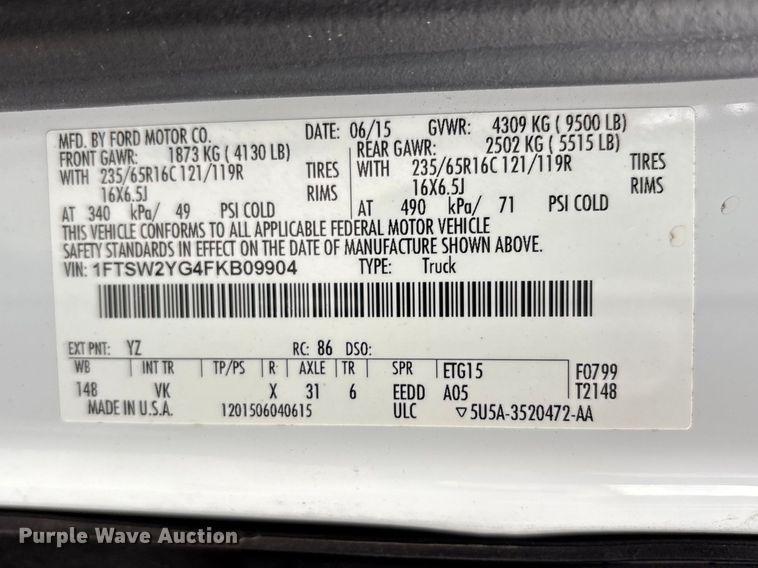 MFD. BY FORD MOTOR CO. DATE: 06/15 GVWR: 4309 KG ( 9500 LB)
FRONT GAWR: 1873 KG ( 4130 LB) REAR GAWR: 2502 KG ( 5515 LB)
WITH 235/65R16C 121/119R TIRES WITH 235/65R16C 121/119R TIRES
16X6.5J RIMS 16X6.5J RIMS
AT 340 kPa/ 49 PSI COLD AT 490 kPa/ 71 PSI COLD
THIS VEHICLE CONFORMS TO ALL APPLICABLE FEDERAL MOTOR VEHICLE
SAFETY STANDARDS IN EFFECT ON THE DATE OF MANUFACTURE SHOWN ABOVE.
VIN: 1FTSW2YG4FKB09904 TYPE: Truck
EXT PNT: YZ RC: 86 DSO:
WB INT TR TP/PS R AXLE TR SPR ETG15 F0799
148 VK X 31 6 EEDD A05 T2148
MADE IN U.S.A. 1201506040615 ULC ▽5U5A-3520472-AA
Purple Wave Auction